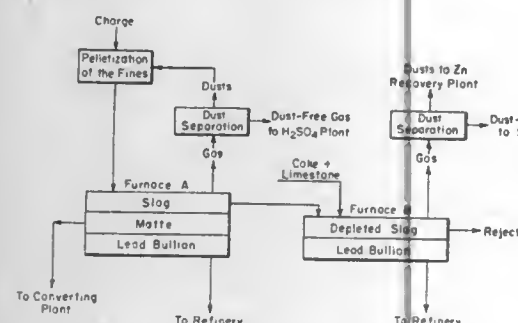 Charge
Pelletization
of the Fines
Dusts
Dust
Separation
Dust-Free Gas
to H2SO4 Plant
Gas
Furnace A
Slag
Matte
Lead Bullion
To Converting
Plant
To Refinery
Coke +
Limestone
Dusts to Zn
Recovery Plant
Dust
Separation
Dust-
to
Gas
Furnace
Depleted Slag
Lead Bullion
Reject
To Refinery